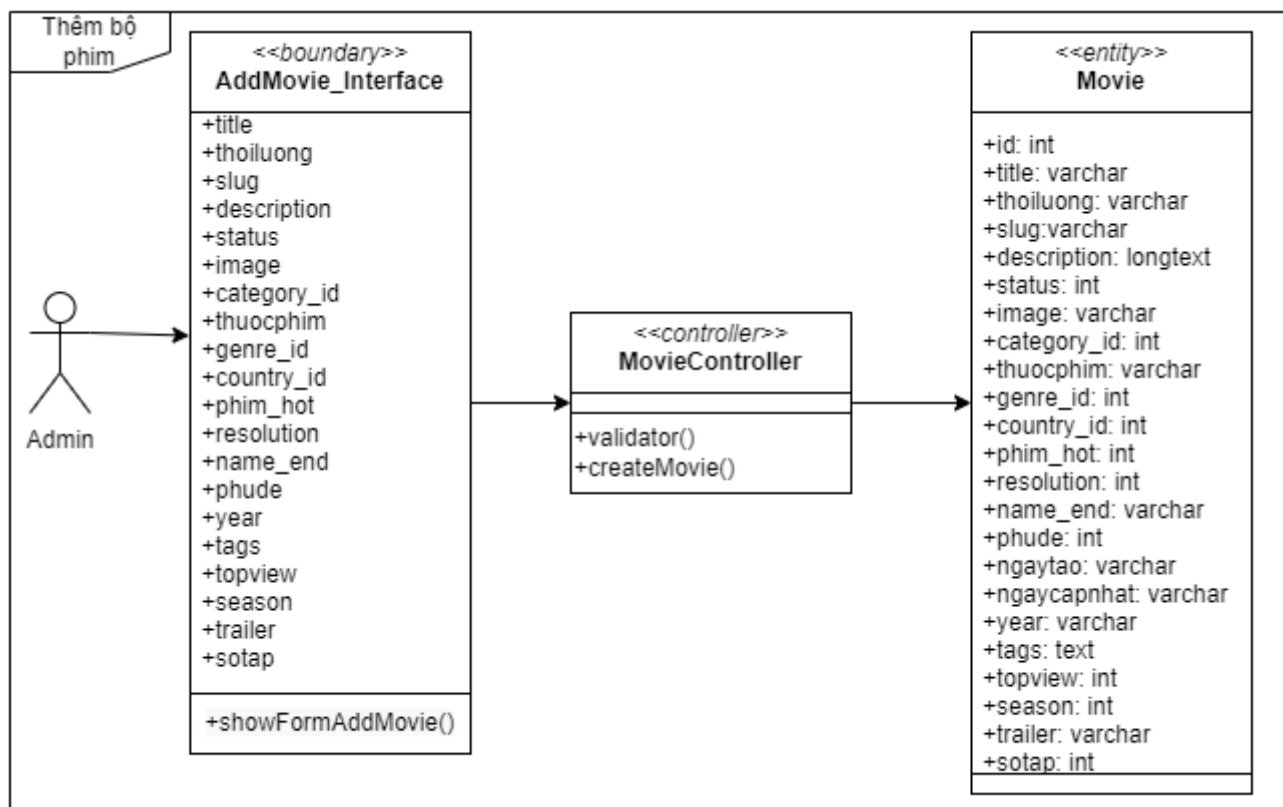 Thêm bộ
phim
<<boundary>>
AddMovie_Interface
+title
+thoiluong
+slug
+description
+status
+image
+category_id
+thuocphim
+genre_id
+country_id
+phim_hot
+resolution
+name_end
+phude
+year
+tags
+topview
+season
+trailer
+sotap
+showFormAddMovie()
Admin
<<controller>>
MovieController
+validator()
+createMovie()
<<entity>>
Movie
+id: int
+title: varchar
+thoiluong: varchar
+slug:varchar
+description: longtext
+status: int
+image: varchar
+category_id: int
+thuocphim: varchar
+genre_id: int
+country_id: int
+phim_hot: int
+resolution: int
+name_end: varchar
+phude: int
+ngaytao: varchar
+ngaycapnhat: varchar
+year: varchar
+tags: text
+topview: int
+season: int
+trailer: varchar
+sotap: int